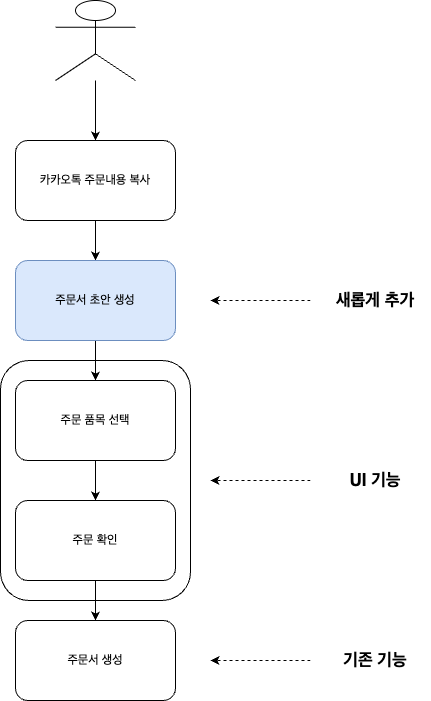 카카오톡 주문내용 복사
주문서 초안 생성
새롭게 추가
주문 품목 선택
UI 기능
주문 확인
주문서 생성
기존 기능